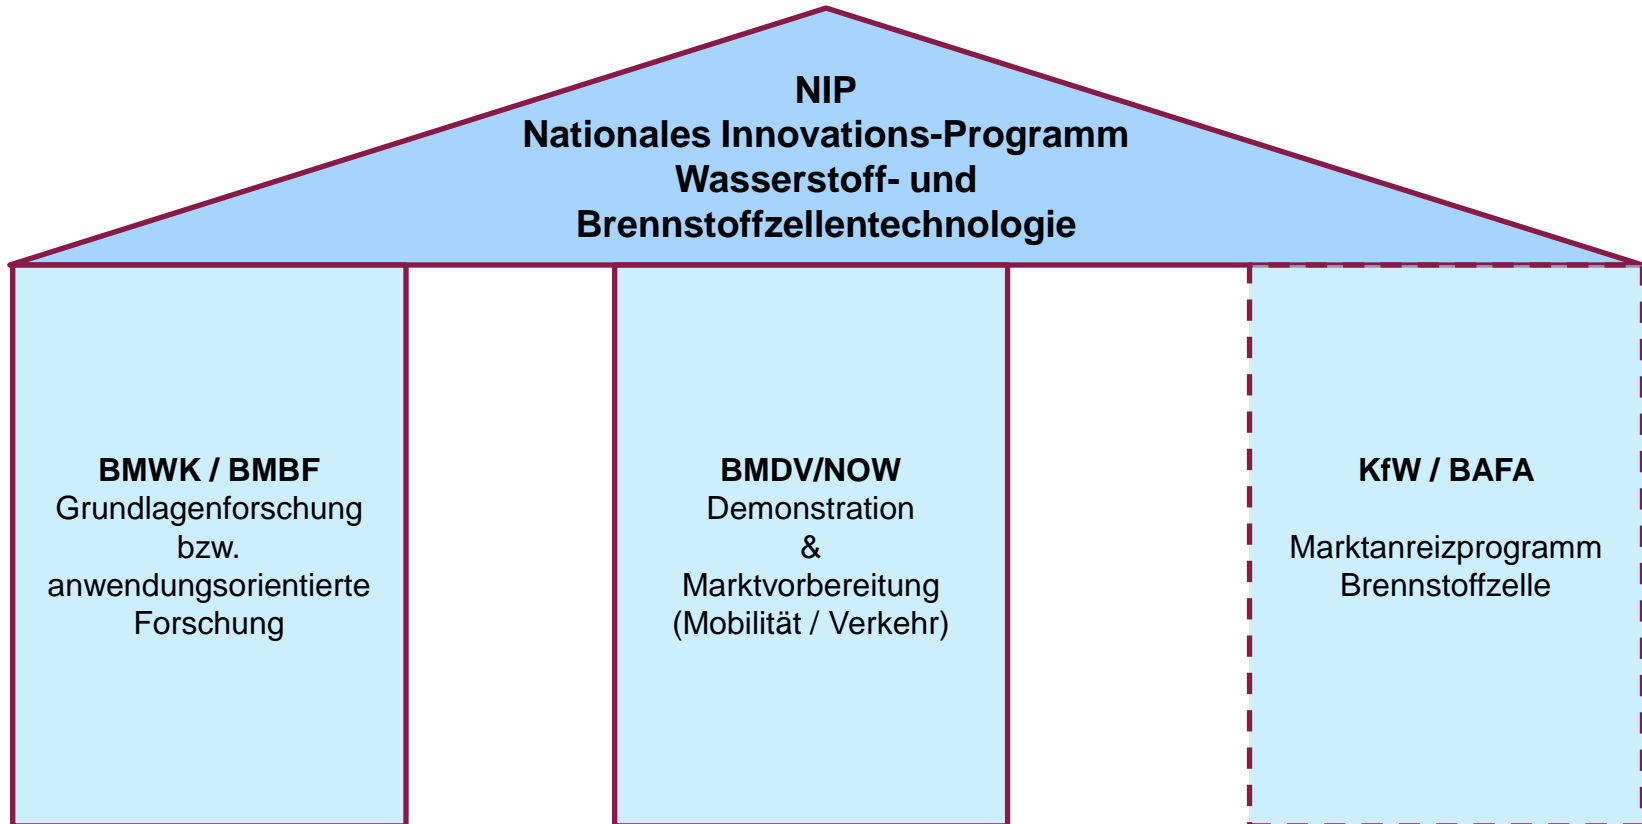 NIP
Nationales Innovations-Programm
Wasserstoff- und
Brennstoffzellentechnologie
BMWK / BMBF
Grundlagenforschung
bzw.
anwendungsorientierte
Forschung
BMDV/NOW
Demonstration
&
Marktvorbereitung
(Mobilität / Verkehr)
KfW / BAFA
Marktanreizprogramm
Brennstoffzelle